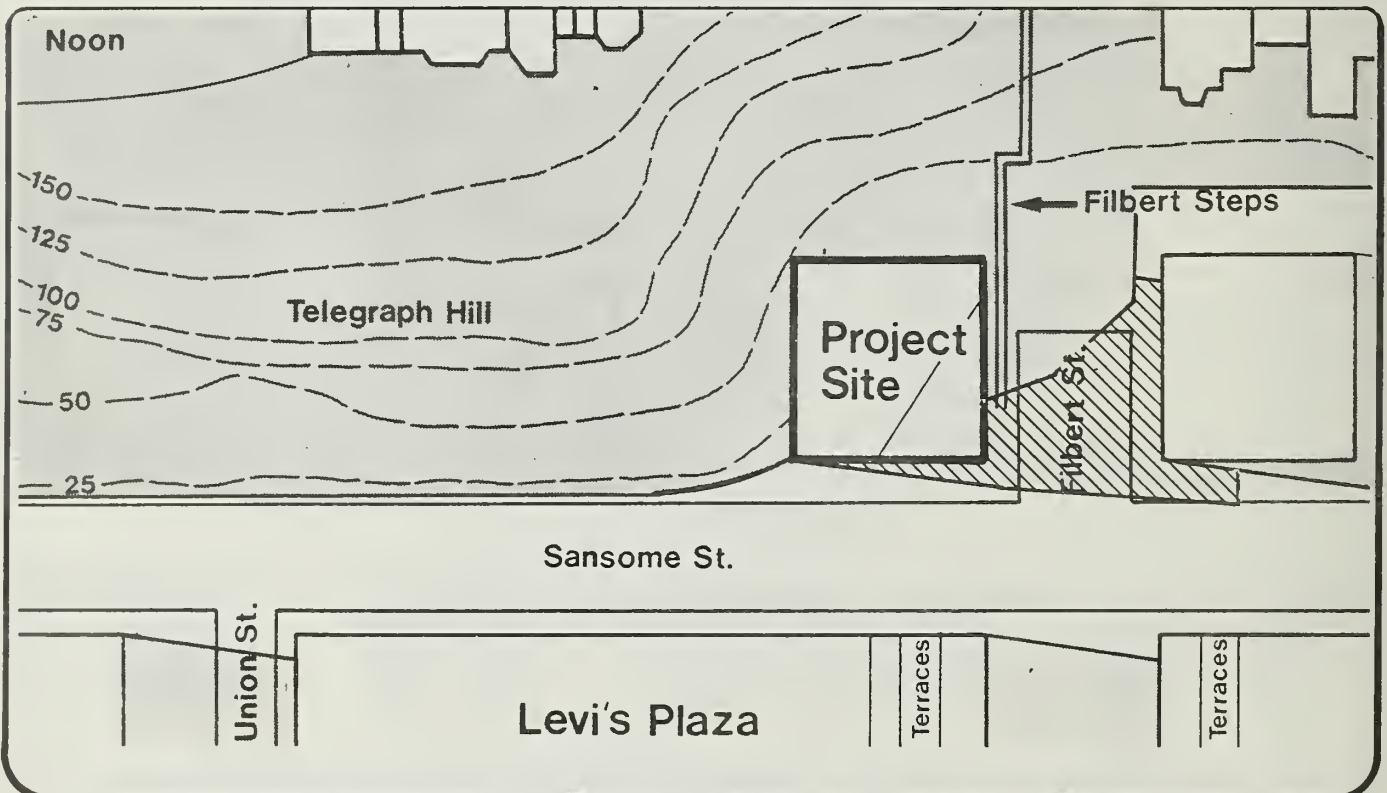 Noon
150
Filbert Steps
125
100
Telegraph Hill
75
Project
Site
50
Filbert St.
25
Sansome St.
Union St.
Terraces
Terraces
Levi's Plaza